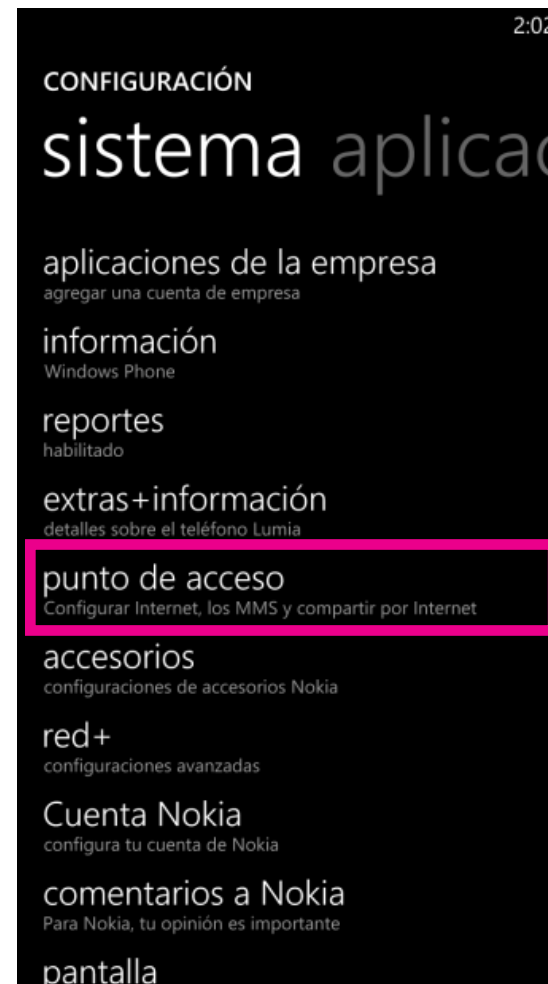 2:02
CONFIGURACIÓN
sistema aplicac
aplicaciones de la empresa
agregar una cuenta de empresa
información
Windows Phone
reportes
habilitado
extras+información
detalles sobre el teléfono Lumia
punto de acceso
Configurar Internet, los MMS y compartir por Internet
accesorios
configuraciones de accesorios Nokia
red+
configuraciones avanzadas
Cuenta Nokia
configura tu cuenta de Nokia
comentarios a Nokia
Para Nokia, tu opinión es importante
pantalla